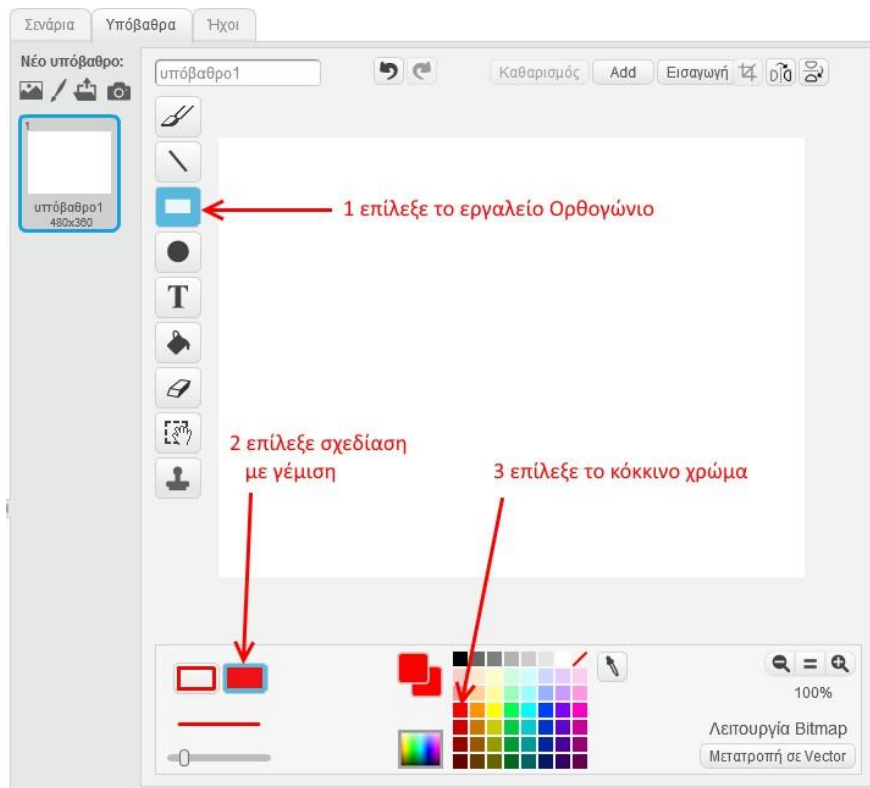 Σενάρια Υπόβαθρα Ήχοι
Νέο υπόβαθρο:
υπόβαθρο1
Καθαρισμός Add Εισαγωγή
1
υπόβαθρο1
480x360
1 επίλεξε το εργαλείο Ορθογώνιο
T
2 επίλεξε σχεδίαση
με γέμιση
3 επίλεξε το κόκκινο χρώμα
100%
Λειτουργία Bitmap
Μετατροπή σε Vector